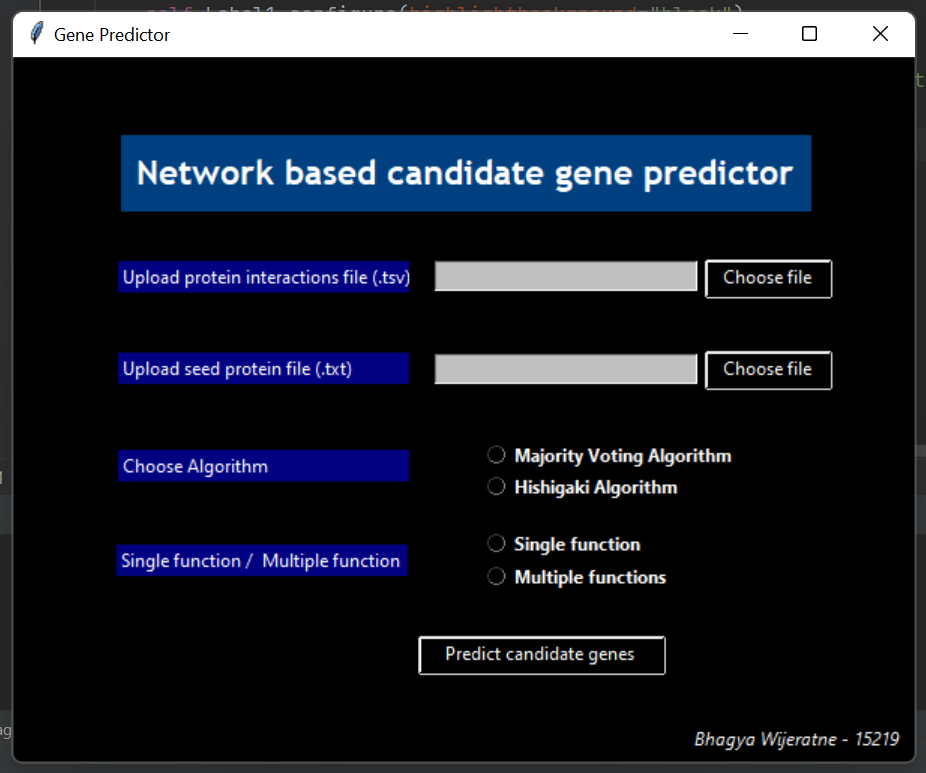 Gene Predictor
Network based candidate gene predictor
Upload protein interactions file (.tsv)
Choose file
Upload seed protein file (.txt)
Choose file
Choose Algorithm
Majority Voting Algorithm
Hishigaki Algorithm
Single function / Multiple function
Single function
Multiple functions
Predict candidate genes
Bhagya Wijeratne - 15219